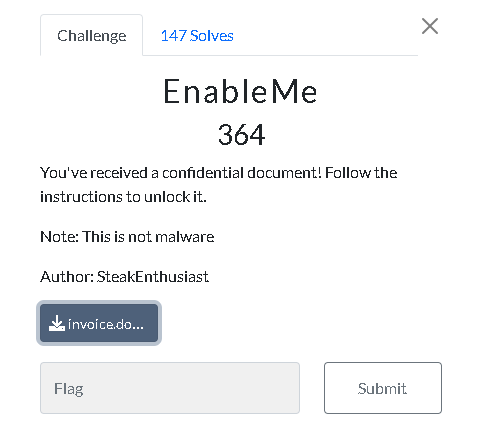 Challenge
147 Solves
EnableMe
364
You've received a confidential document! Follow the
instructions to unlock it.
Note: This is not malware
Author: SteakEnthusiast
invoice.do...
Flag
Submit